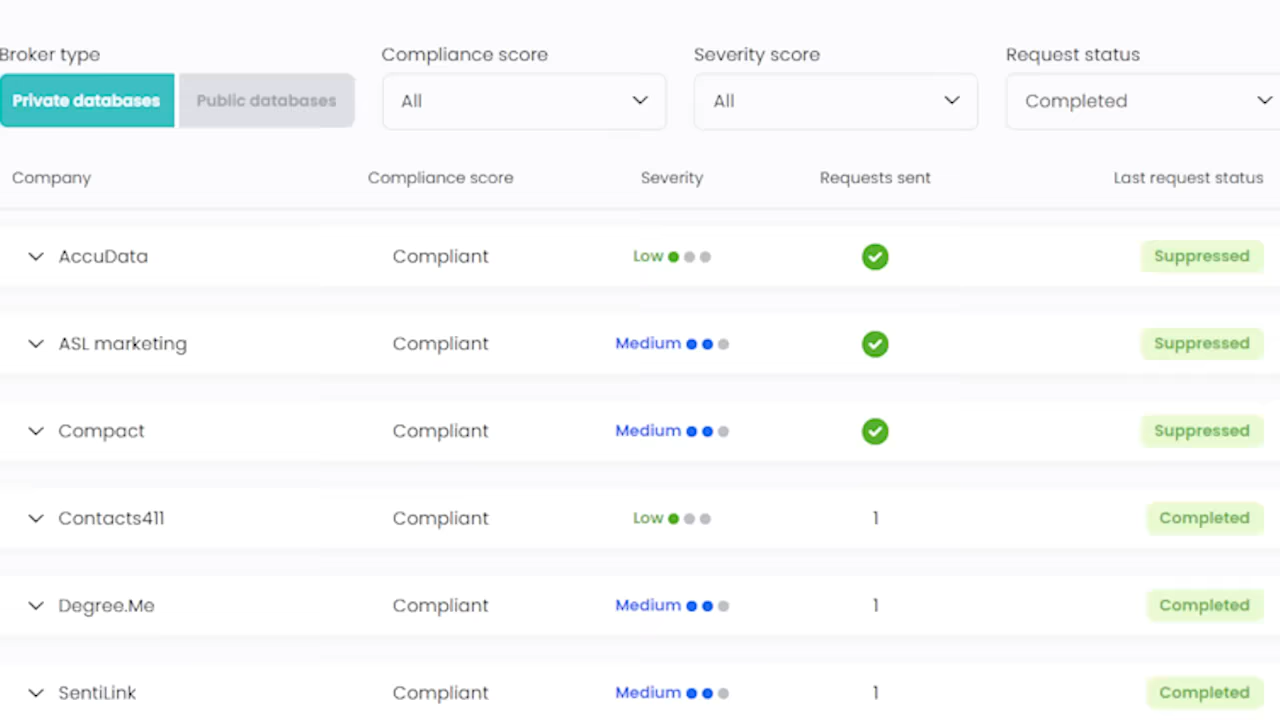 Broker type Compliance score Severity score Request status
Private databases Public databases All All Completed
Company Compliance score Severity Requests sent Last request status
AccuData Compliant Low Suppressed
ASL marketing Compliant Medium Suppressed
Compact Compliant Medium Suppressed
Contacts411 Compliant Low 1 Completed
Degree.Me Compliant Medium 1 Completed
SentiLink Compliant Medium 1 Completed